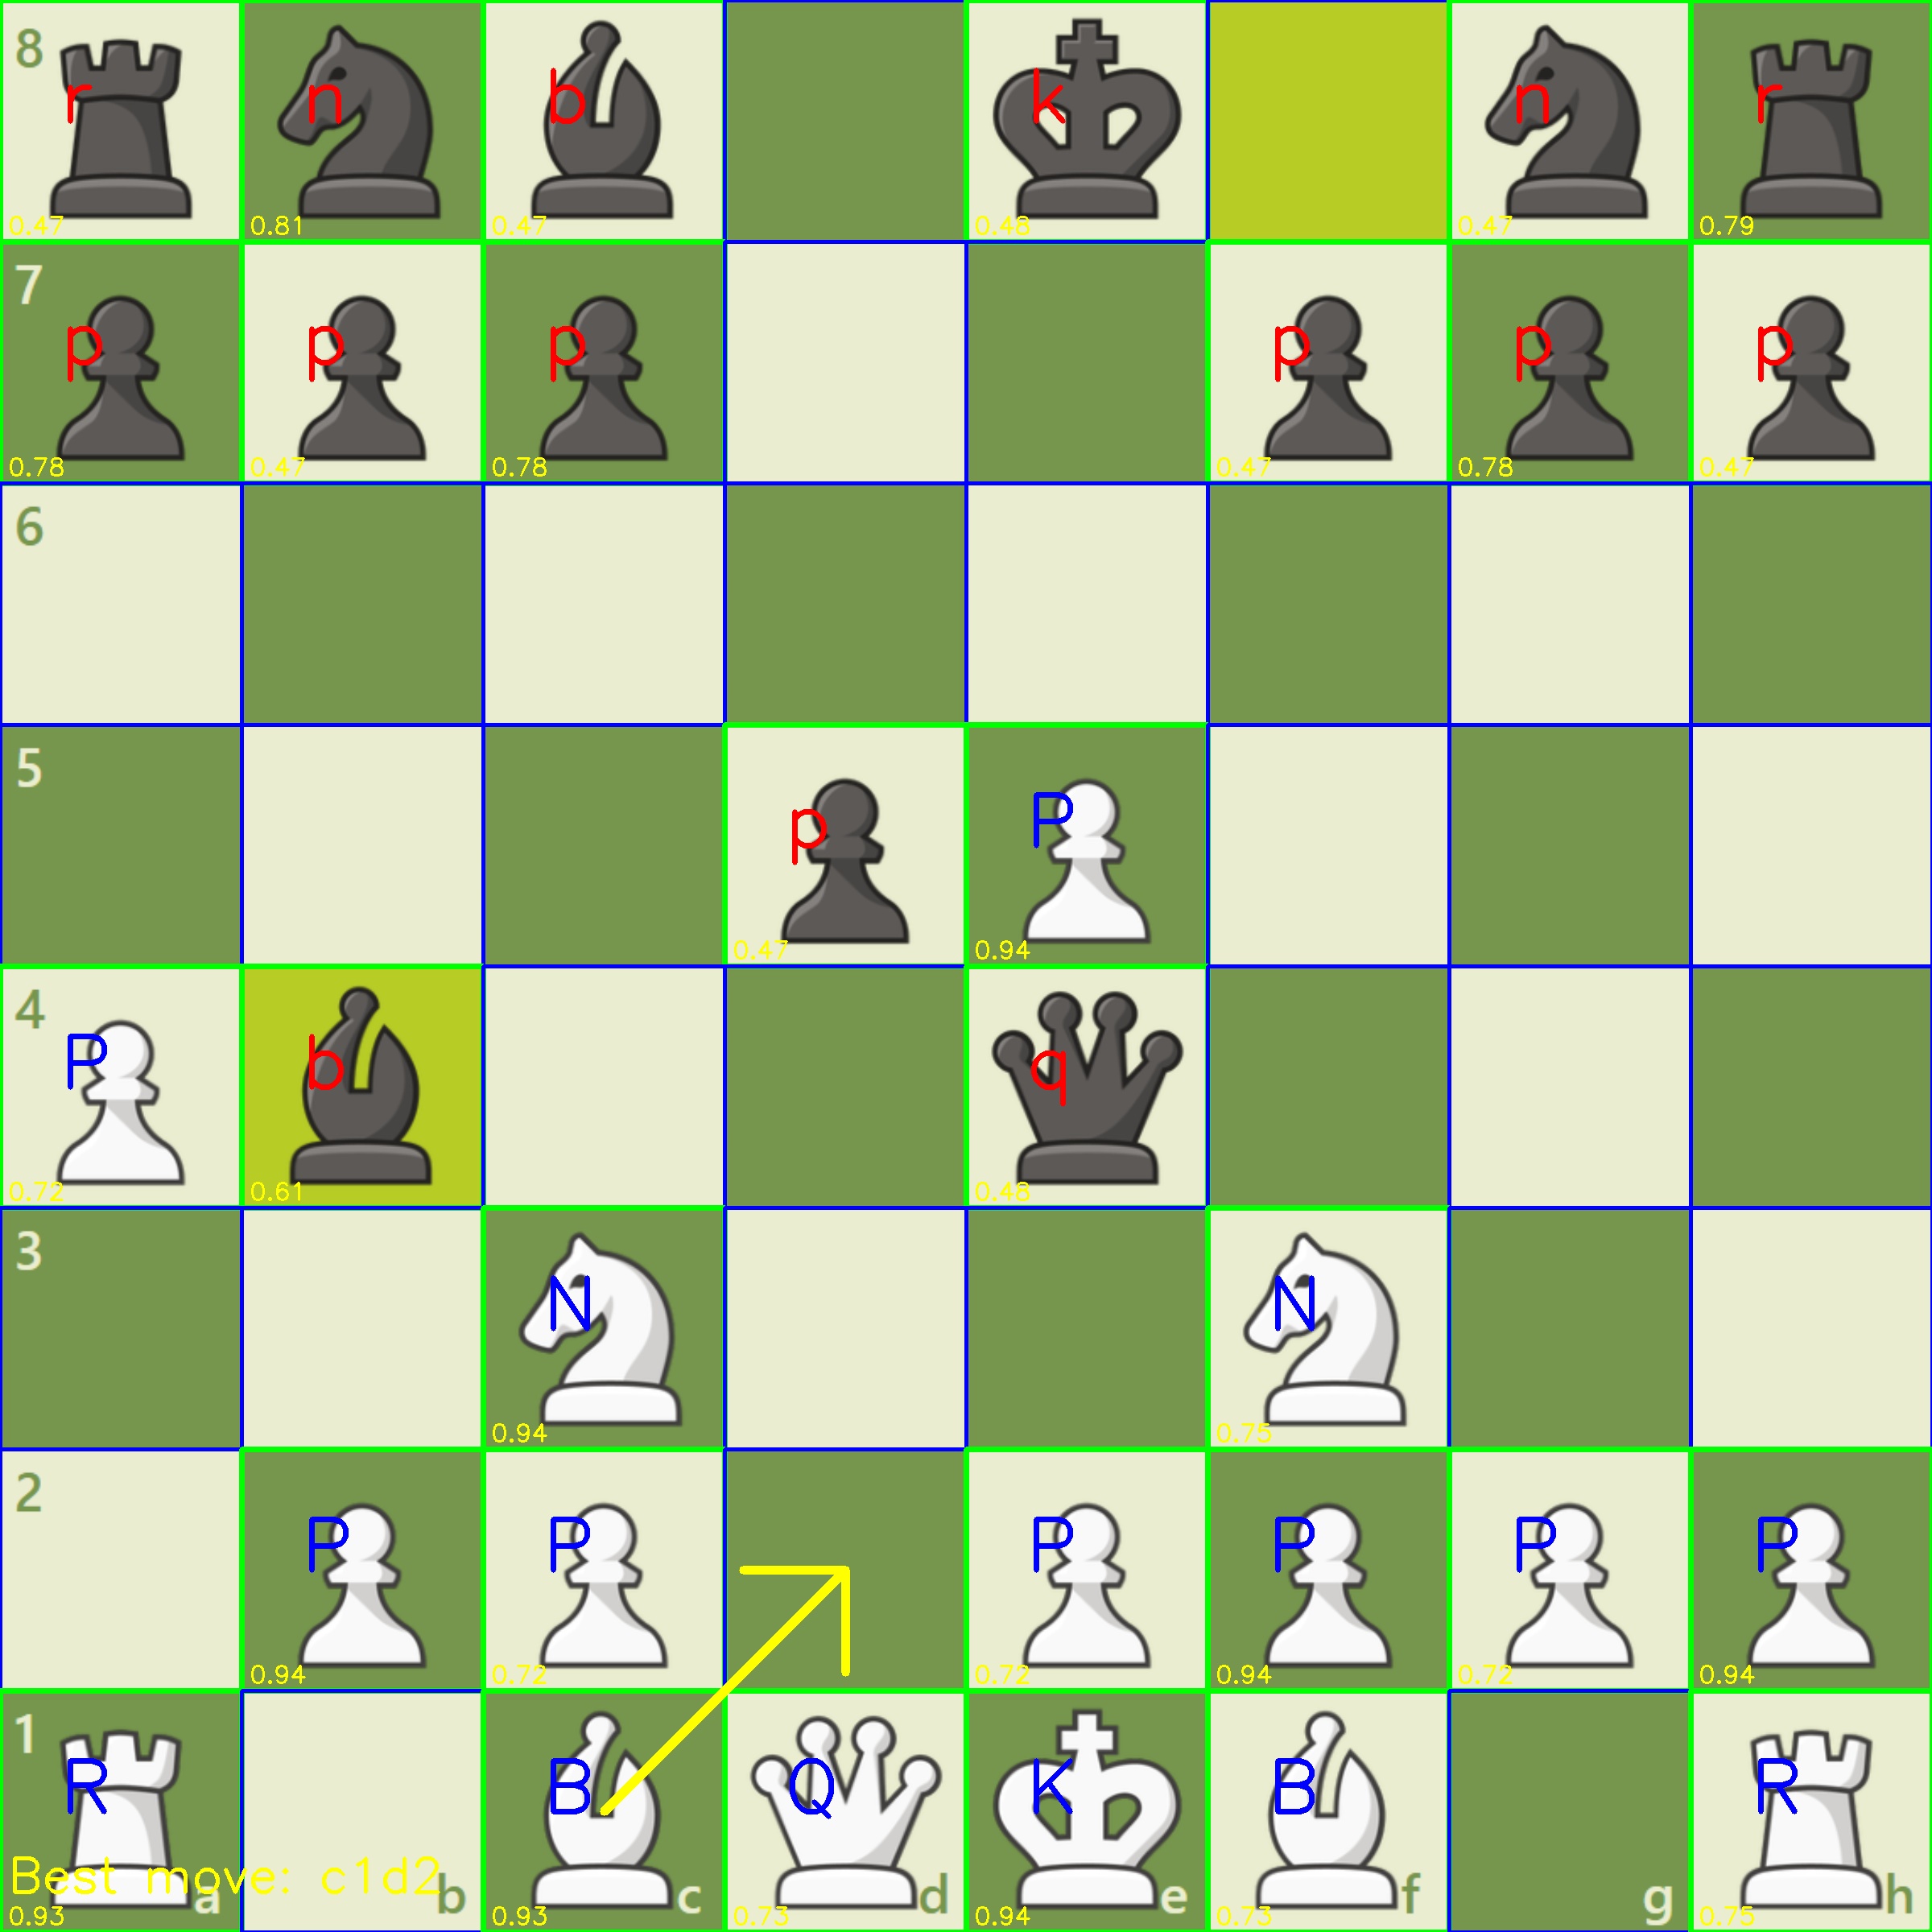 8 r n b k n r
0.47 0.81 0.47 0.48 0.47 0.79
7 p p p p p p
0.78 0.47 0.78 0.47 0.78 0.47
6
5 p P
0.47 0.94
4 P b q
0.72 0.61 0.48
3 N N
0.94 0.75
2 P P P P P P
0.94 0.72 0.72 0.94 0.72 0.94
1 R B Q K B R
Best move: c1d2
a b c d e f g h
0.93 0.93 0.73 0.94 0.73 0.75